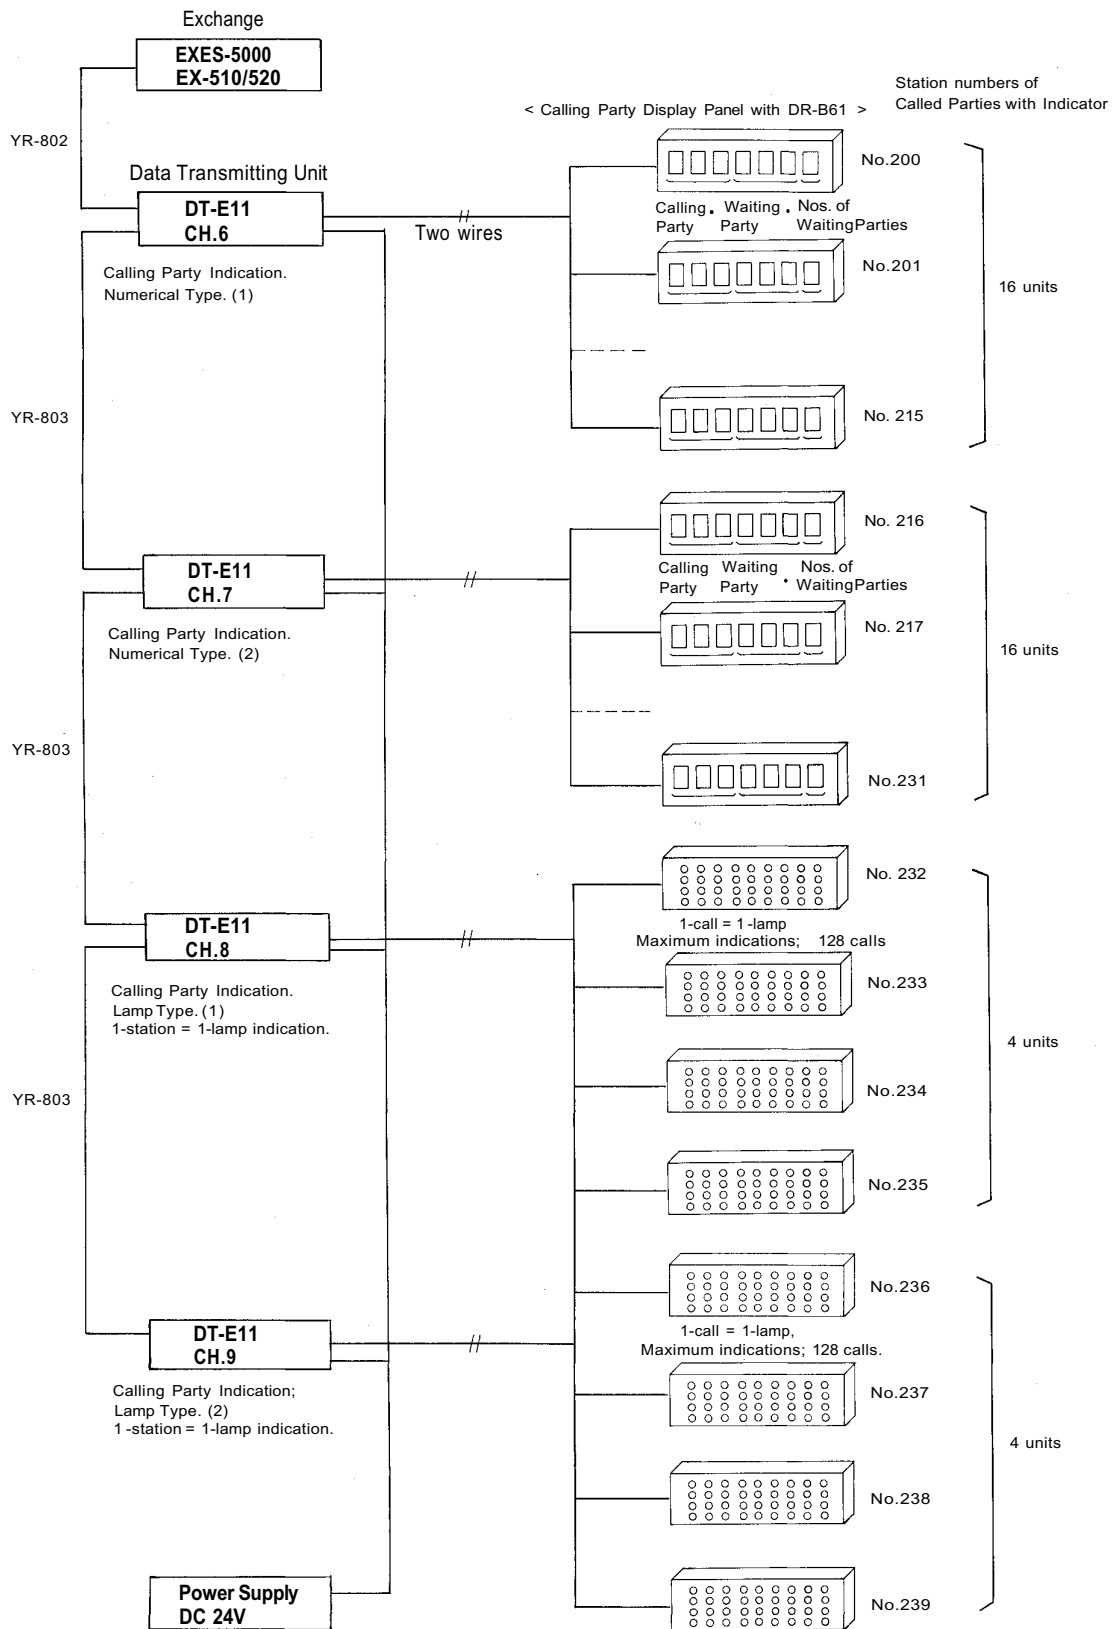 Exchange
EXES-5000
EX-510/520
Station numbers of
Called Parties with Indicator
< Calling Party Display Panel with DR-B61 >
YR-802
No.200
Data Transmitting Unit
DT-E11
CH.6
Two wires
Calling Party . Waiting Party . Nos. of Waiting Parties
No.201
Calling Party Indication.
Numerical Type. (1)
16 units
YR-803
No. 215
No. 216
DT-E11
CH.7
Calling Party Waiting Party . Nos. of Waiting Parties
No. 217
Calling Party Indication.
Numerical Type. (2)
16 units
YR-803
No.231
No. 232
DT-E11
CH.8
1-call = 1-lamp
Maximum indications; 128 calls
No.233
Calling Party Indication.
Lamp Type. (1)
1-station = 1-lamp indication.
4 units
YR-803
No.234
No.235
No.236
DT-E11
CH.9
1-call = 1-lamp,
Maximum indications; 128 calls.
No.237
Calling Party Indication;
Lamp Type. (2)
1-station = 1-lamp indication.
4 units
No.238
Power Supply
DC 24V
No.239